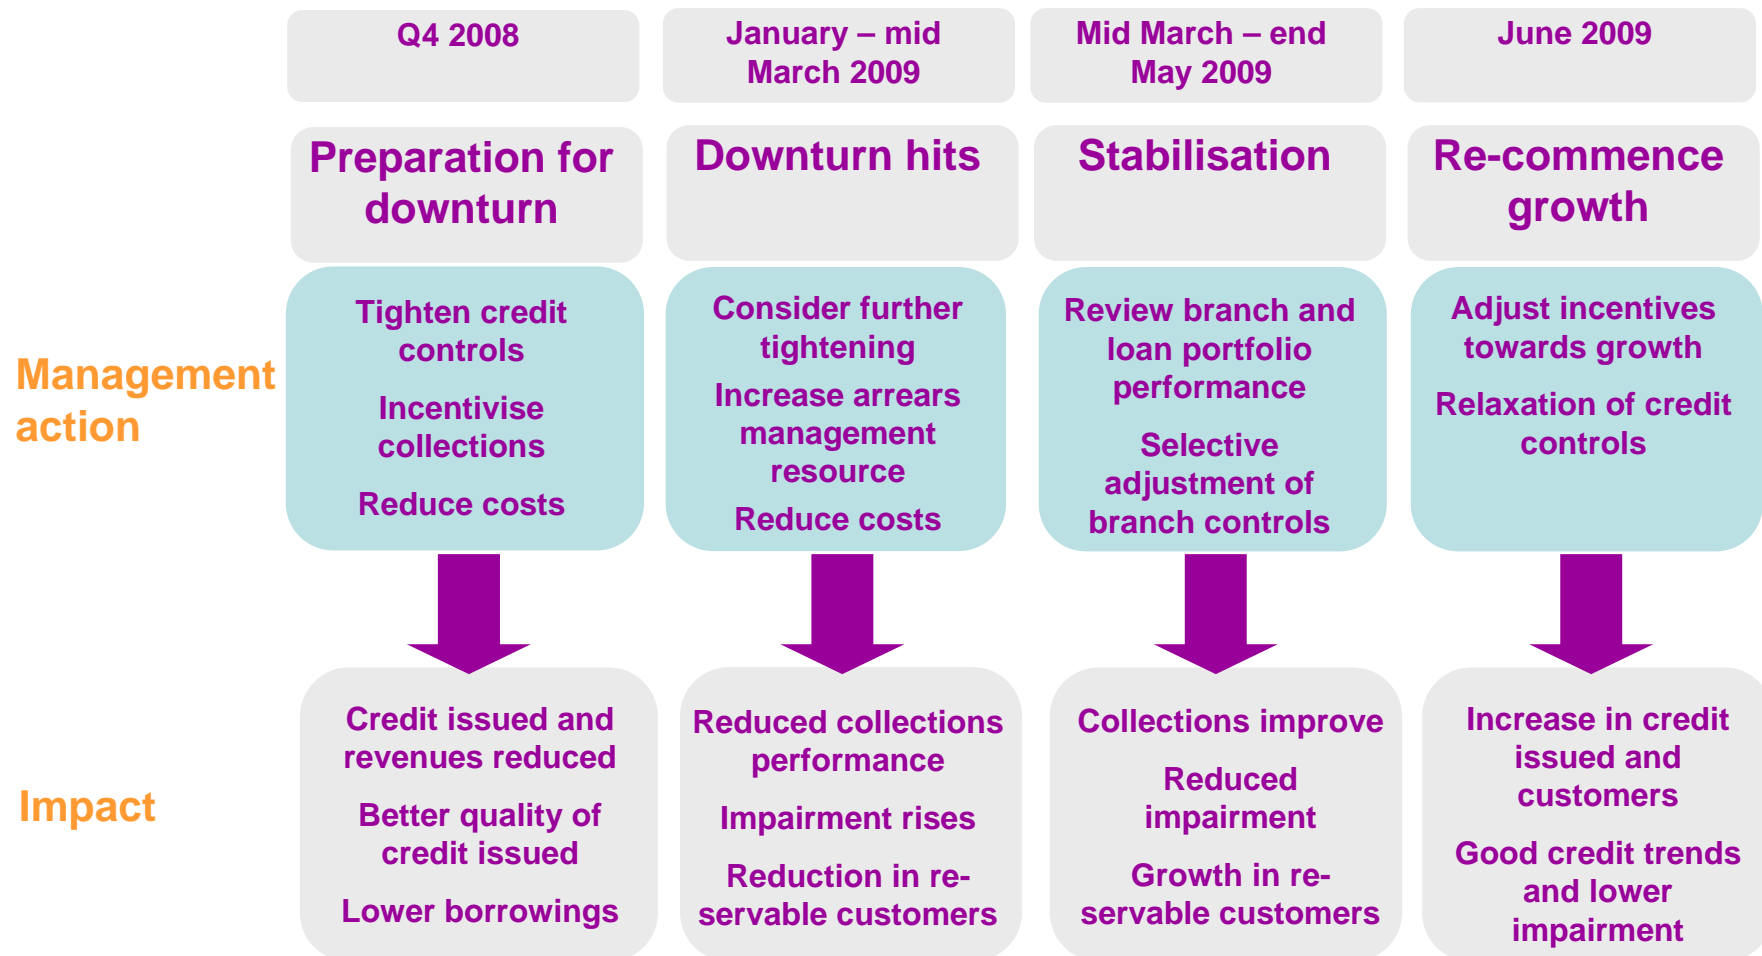 Q4 2008
January – mid
March 2009
Mid March – end
May 2009
June 2009
Preparation for
downturn
Downturn hits
Stabilisation
Re-commence
growth
Management
action
Tighten credit
controls
Incentivise
collections
Reduce costs
Consider further
tightening
Increase arrears
management
resource
Reduce costs
Review branch and
loan portfolio
performance
Selective
adjustment of
branch controls
Adjust incentives
towards growth
Relaxation of credit
controls
Impact
Credit issued and
revenues reduced
Better quality of
credit issued
Lower borrowings
Reduced collections
performance
Impairment rises
Reduction in re-
servable customers
Collections improve
Reduced
impairment
Growth in re-
servable customers
Increase in credit
issued and
customers
Good credit trends
and lower
impairment